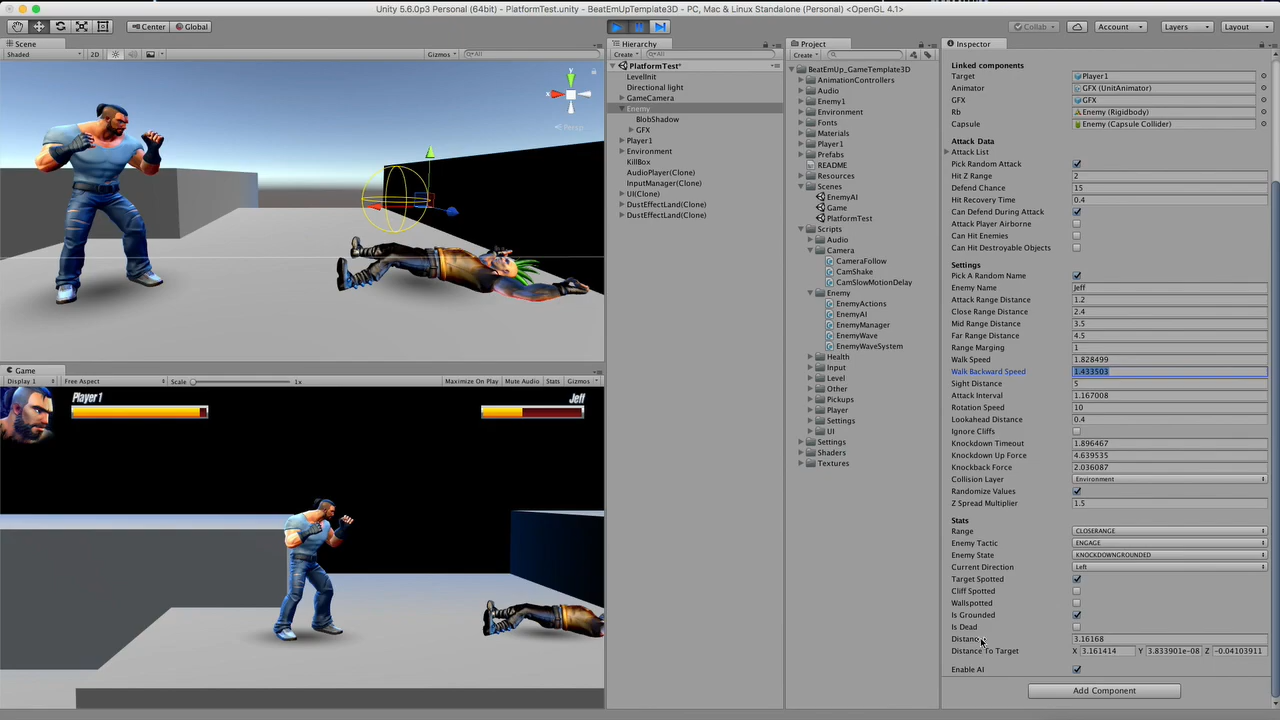 Unity 5.6.0p3 Personal (64bit) - PlatformTest.unity - BeatEmUpTemplate3D - PC, Mac & Linux Standalone (Personal) <OpenGL 4.1>
Center Global
Collab Account Layers Layout
Scene
Shaded 2D Gizmos All
y
x
Persp
Game
Display 1 Free Aspect Scale 1x Maximize On Play Mute Audio Stats Gizmos
Player1
Jeff
Hierarchy
Create All
PlatformTest*
LevelInit
Directional light
GameCamera
Enemy
BlobShadow
GFX
Player1
Environment
KillBox
AudioPlayer(Clone)
InputManager(Clone)
UI(Clone)
DustEffectLand(Clone)
DustEffectLand(Clone)
Project
Create
BeatEmUp_GameTemplate3D
AnimationControllers
Audio
Enemy1
Environment
Fonts
Materials
Player1
Prefabs
README
Resources
Scenes
EnemyAI
Game
PlatformTest
Scripts
Audio
Camera
CameraFollow
CamShake
CamSlowMotionDelay
Enemy
EnemyActions
EnemyAI
EnemyManager
EnemyWave
EnemyWaveSystem
Health
Input
Level
Other
Pickups
Player
Settings
UI
Settings
Shaders
Textures
Inspector
Linked components
Target Player1
Animator GFX (UnitAnimator)
GFX GFX
Rb Enemy (Rigidbody)
Capsule Enemy (Capsule Collider)
Attack Data
Attack List
Pick Random Attack
Hit Z Range 2
Defend Chance 15
Hit Recovery Time 0.4
Can Defend During Attack
Attack Player Airborne
Can Hit Enemies
Can Hit Destroyable Objects
Settings
Pick A Random Name
Enemy Name Jeff
Attack Range Distance 1.2
Close Range Distance 2.4
Mid Range Distance 3.5
Far Range Distance 4.5
Range Marging 1
Walk Speed 1.828499
Walk Backward Speed 1.433503
Sight Distance 5
Attack Interval 1.167008
Rotation Speed 10
Lookahead Distance 0.4
Ignore Cliffs
Knockdown Timeout 1.896467
Knockdown Up Force 4.639535
Knockback Force 2.036087
Collision Layer Environment
Randomize Values
Z Spread Multiplier 1.5
Stats
Range CLOSERANGE
Enemy Tactic ENGAGE
Enemy State KNOCKDOWNGROUNDED
Current Direction Left
Target Spotted
Cliff Spotted
Wallspotted
Is Grounded
Is Dead
Distance 3.16168
Distance To Target X 3.161414 Y 3.833901e-08 Z -0.04103911
Enable AI
Add Component